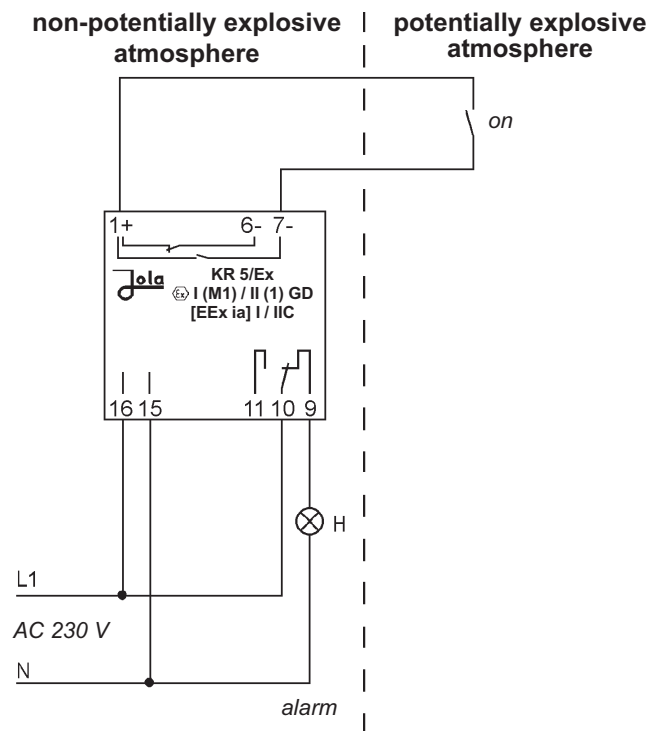 non-potentially explosive
atmosphere
potentially explosive
atmosphere
on
1+ 6- 7-
Jola
KR 5/Ex
Ex I (M1) / II (1) GD
[EEx ia] I / IIC
16 15 11 10 9
H
L1
AC 230 V
N
alarm